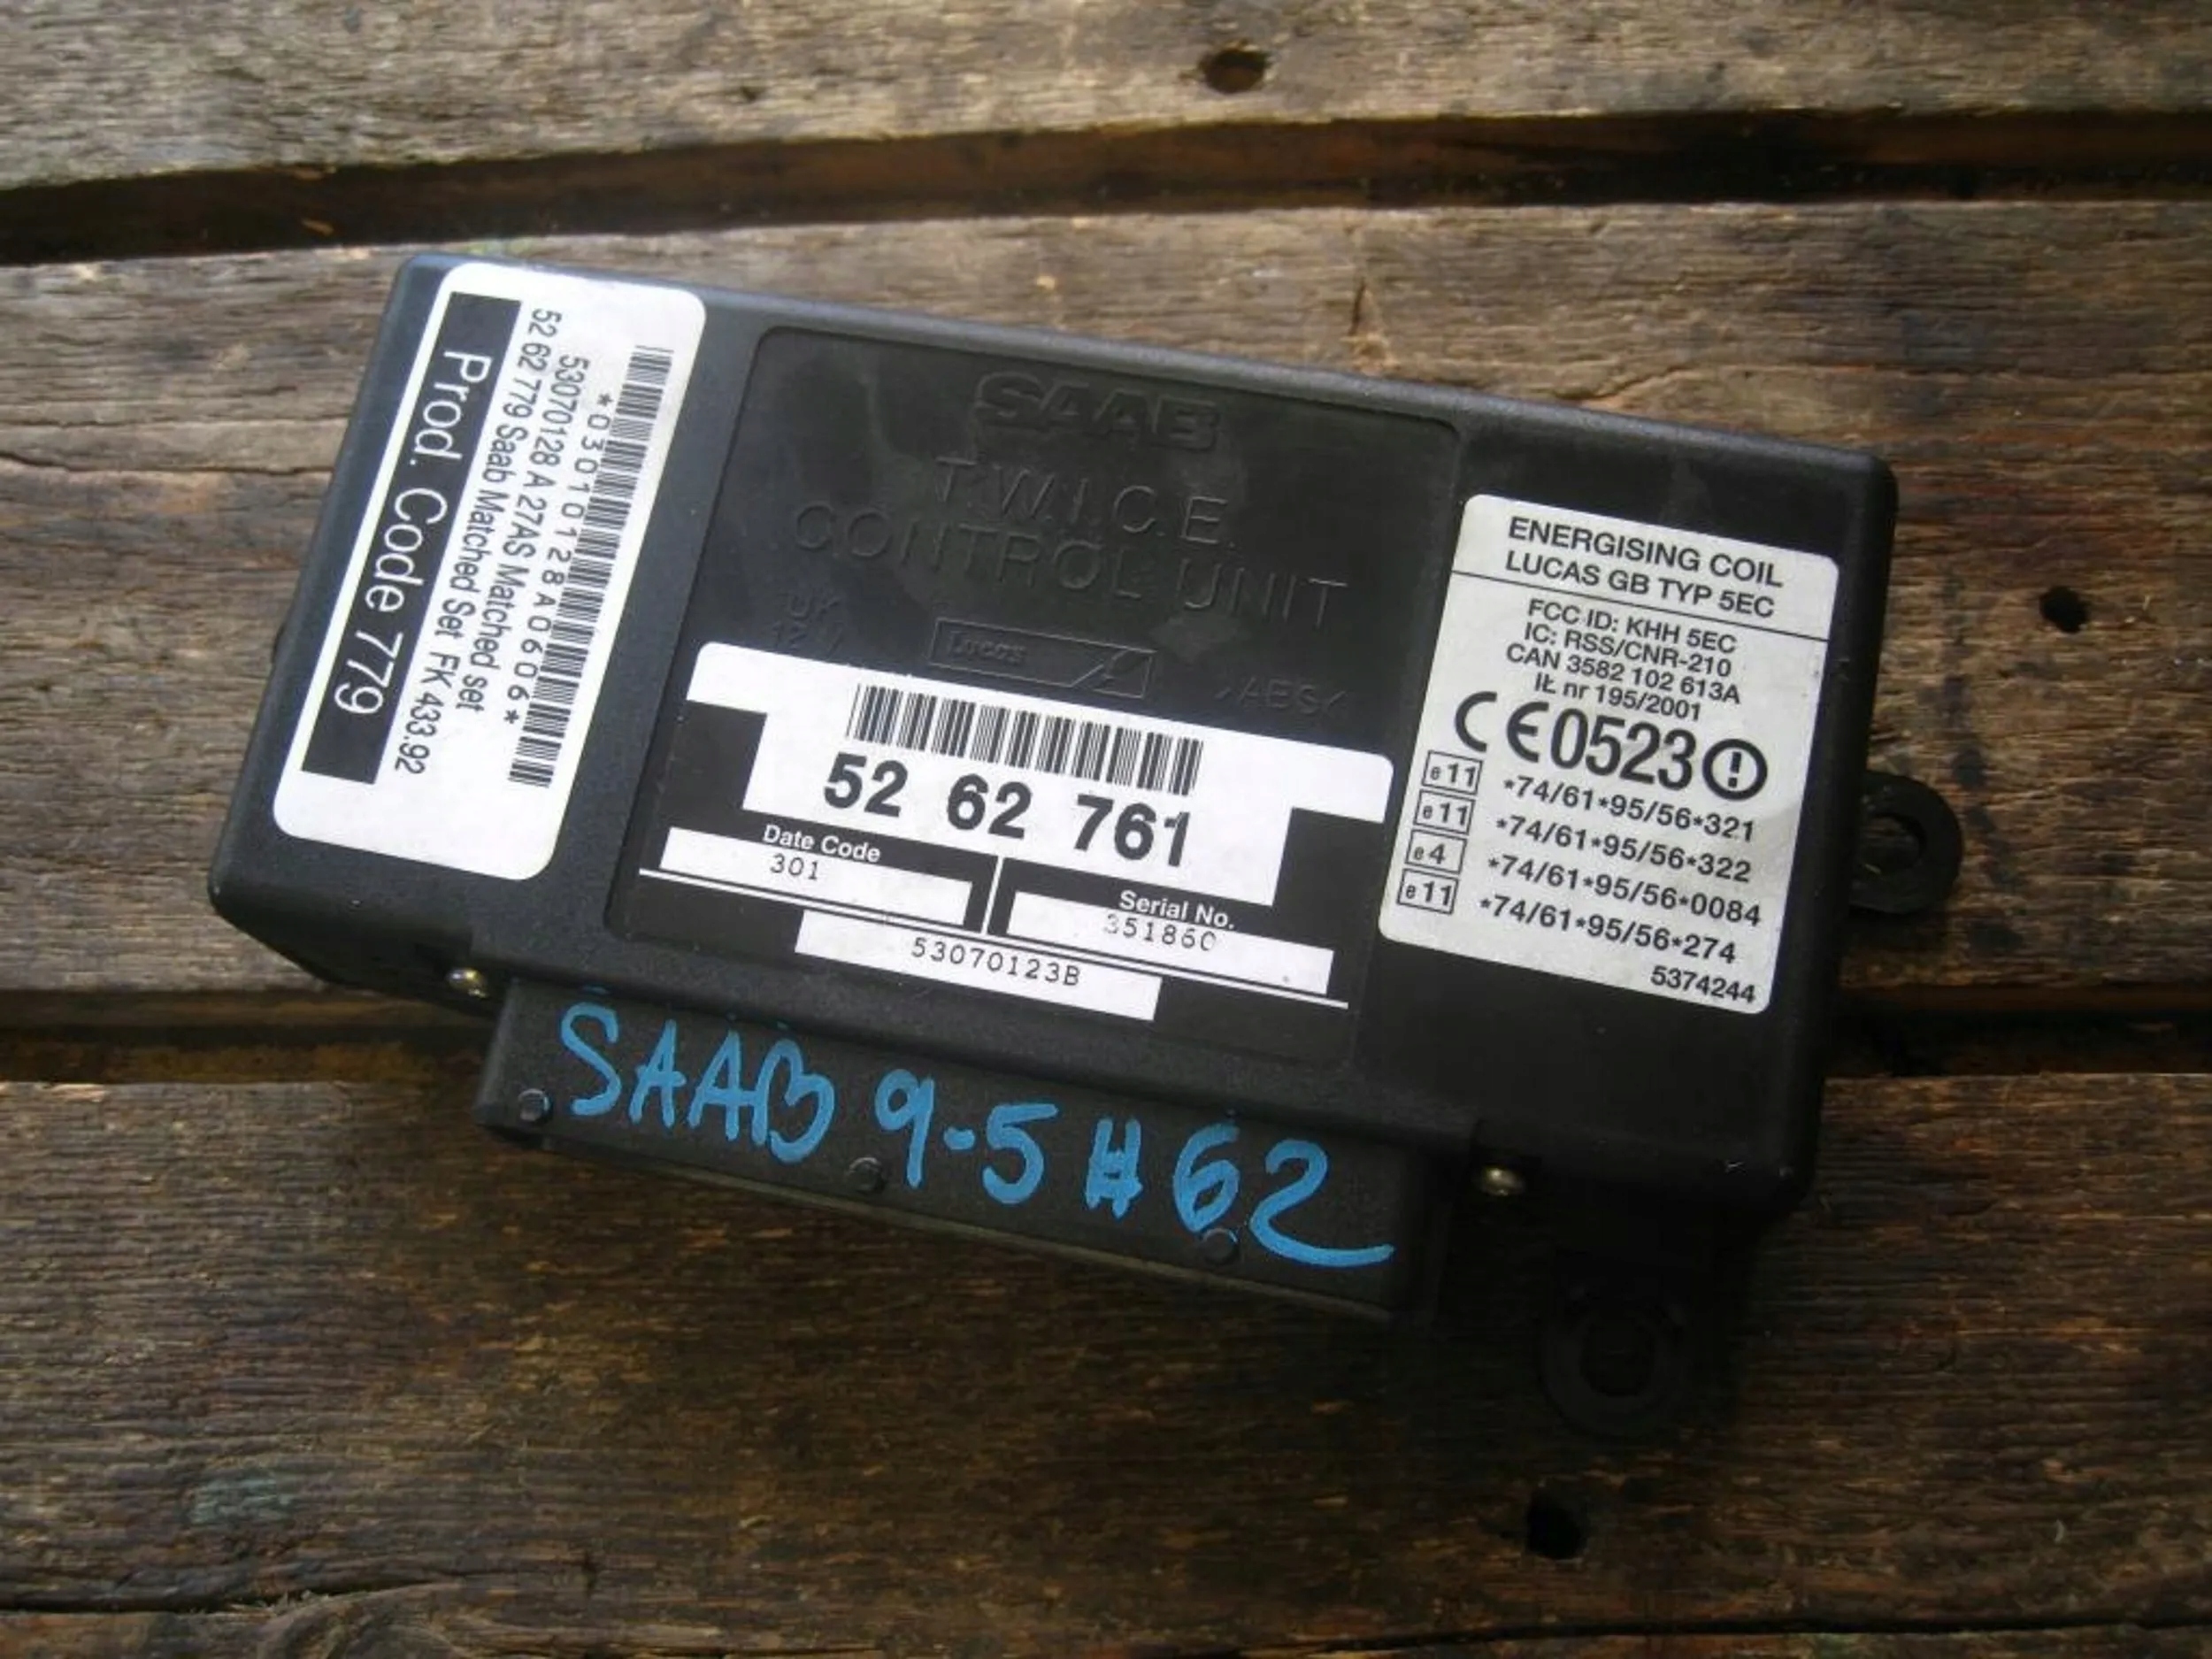 Prod. Code 779
52 62 779 Saab Matched Set FK 433.92
53070128 A 27AS Matched set
*03010128A0606*
SAAB
T.W.I.C.E.
CONTROL UNIT
UK
Lucas
>ABS<
52 62 761
Date Code
301
Serial No.
351860
53070123B
ENERGISING COIL
LUCAS GB TYP 5EC
FCC ID: KHH 5EC
IC: RSS/CNR-210
CAN 3582 102 613A
IŁ nr 195/2001
CE0523
e11 *74/61*95/56*321
e11 *74/61*95/56*322
e4 *74/61*95/56*0084
e11 *74/61*95/56*274
5374244
SAAB 9-5 #62